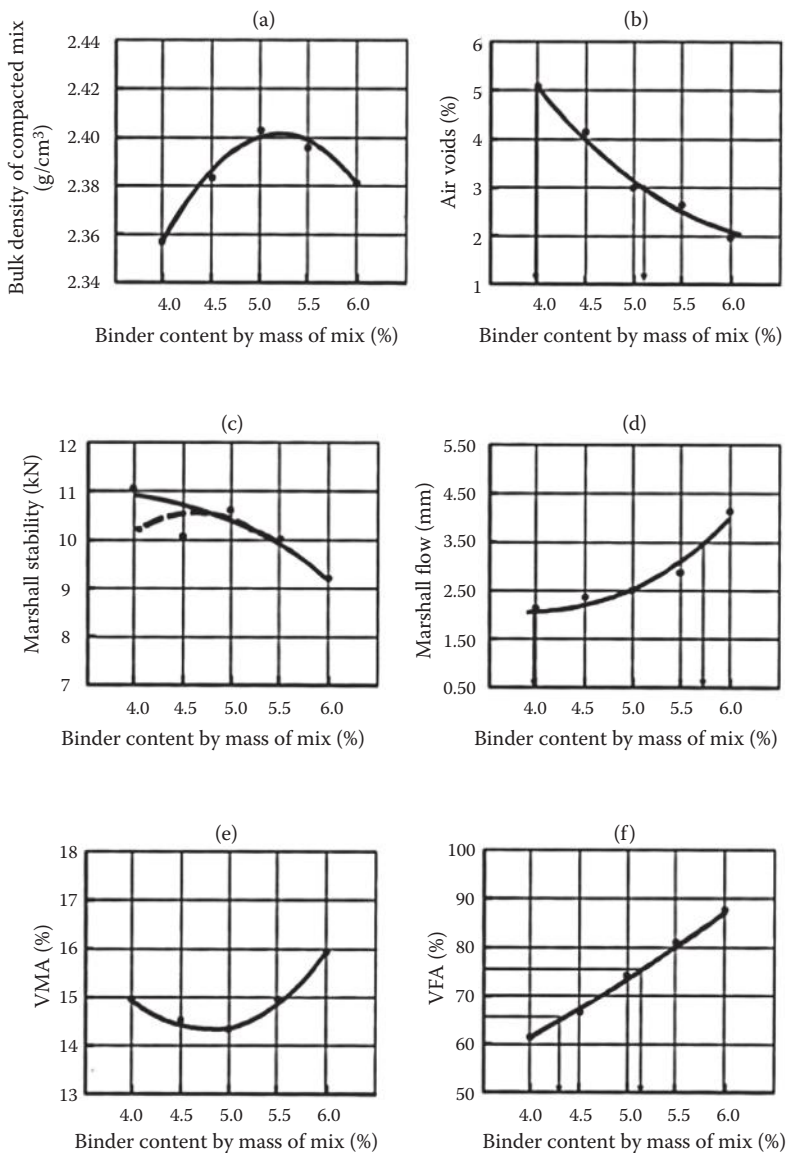 (a)
Bulk density of compacted mix
(g/cm³)
2.44
2.42
2.40
2.38
2.36
2.34
4.0 4.5 5.0 5.5 6.0
Binder content by mass of mix (%)
(b)
Air voids (%)
6
5
4
3
2
1
4.0 4.5 5.0 5.5 6.0
Binder content by mass of mix (%)
(c)
Marshall stability (kN)
12
11
10
9
8
7
4.0 4.5 5.0 5.5 6.0
Binder content by mass of mix (%)
(d)
Marshall flow (mm)
5.50
4.50
3.50
2.50
1.50
0.50
4.0 4.5 5.0 5.5 6.0
Binder content by mass of mix (%)
(e)
VMA (%)
18
17
16
15
14
13
4.0 4.5 5.0 5.5 6.0
Binder content by mass of mix (%)
(f)
VFA (%)
100
90
80
70
60
50
4.0 4.5 5.0 5.5 6.0
Binder content by mass of mix (%)